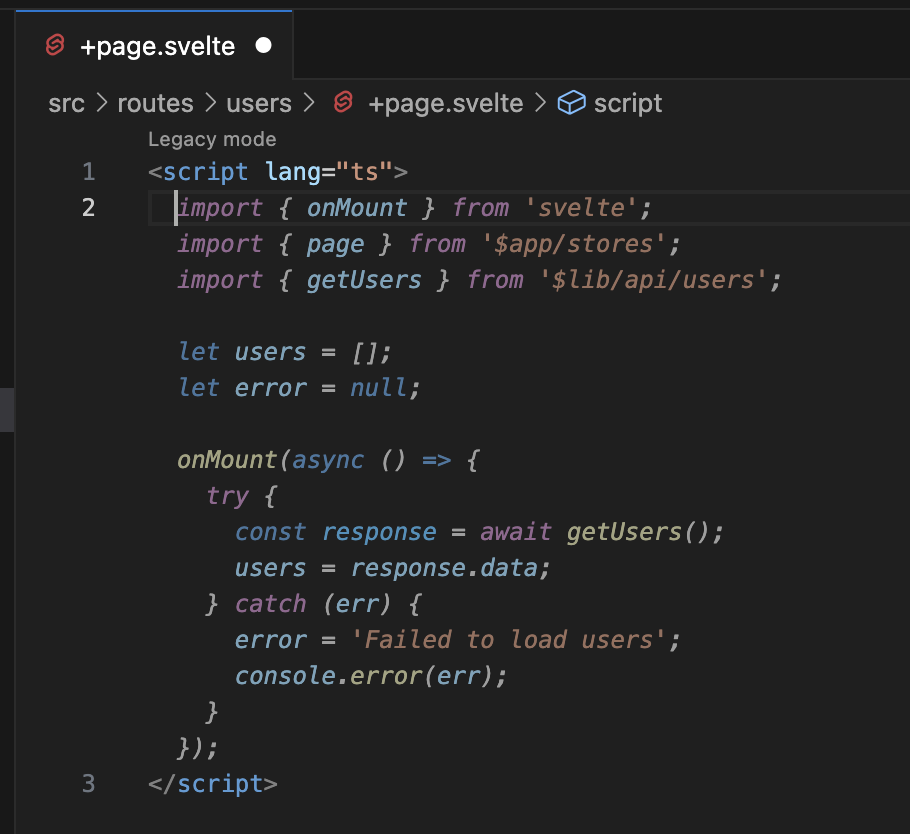 +page.svelte
src > routes > users > +page.svelte > script
Legacy mode
1 <script lang="ts">
2   import { onMount } from 'svelte';
  import { page } from '$app/stores';
  import { getUsers } from '$lib/api/users';

  let users = [];
  let error = null;

  onMount(async () => {
    try {
      const response = await getUsers();
      users = response.data;
    } catch (err) {
      error = 'Failed to load users';
      console.error(err);
    }
  });
3 </script>